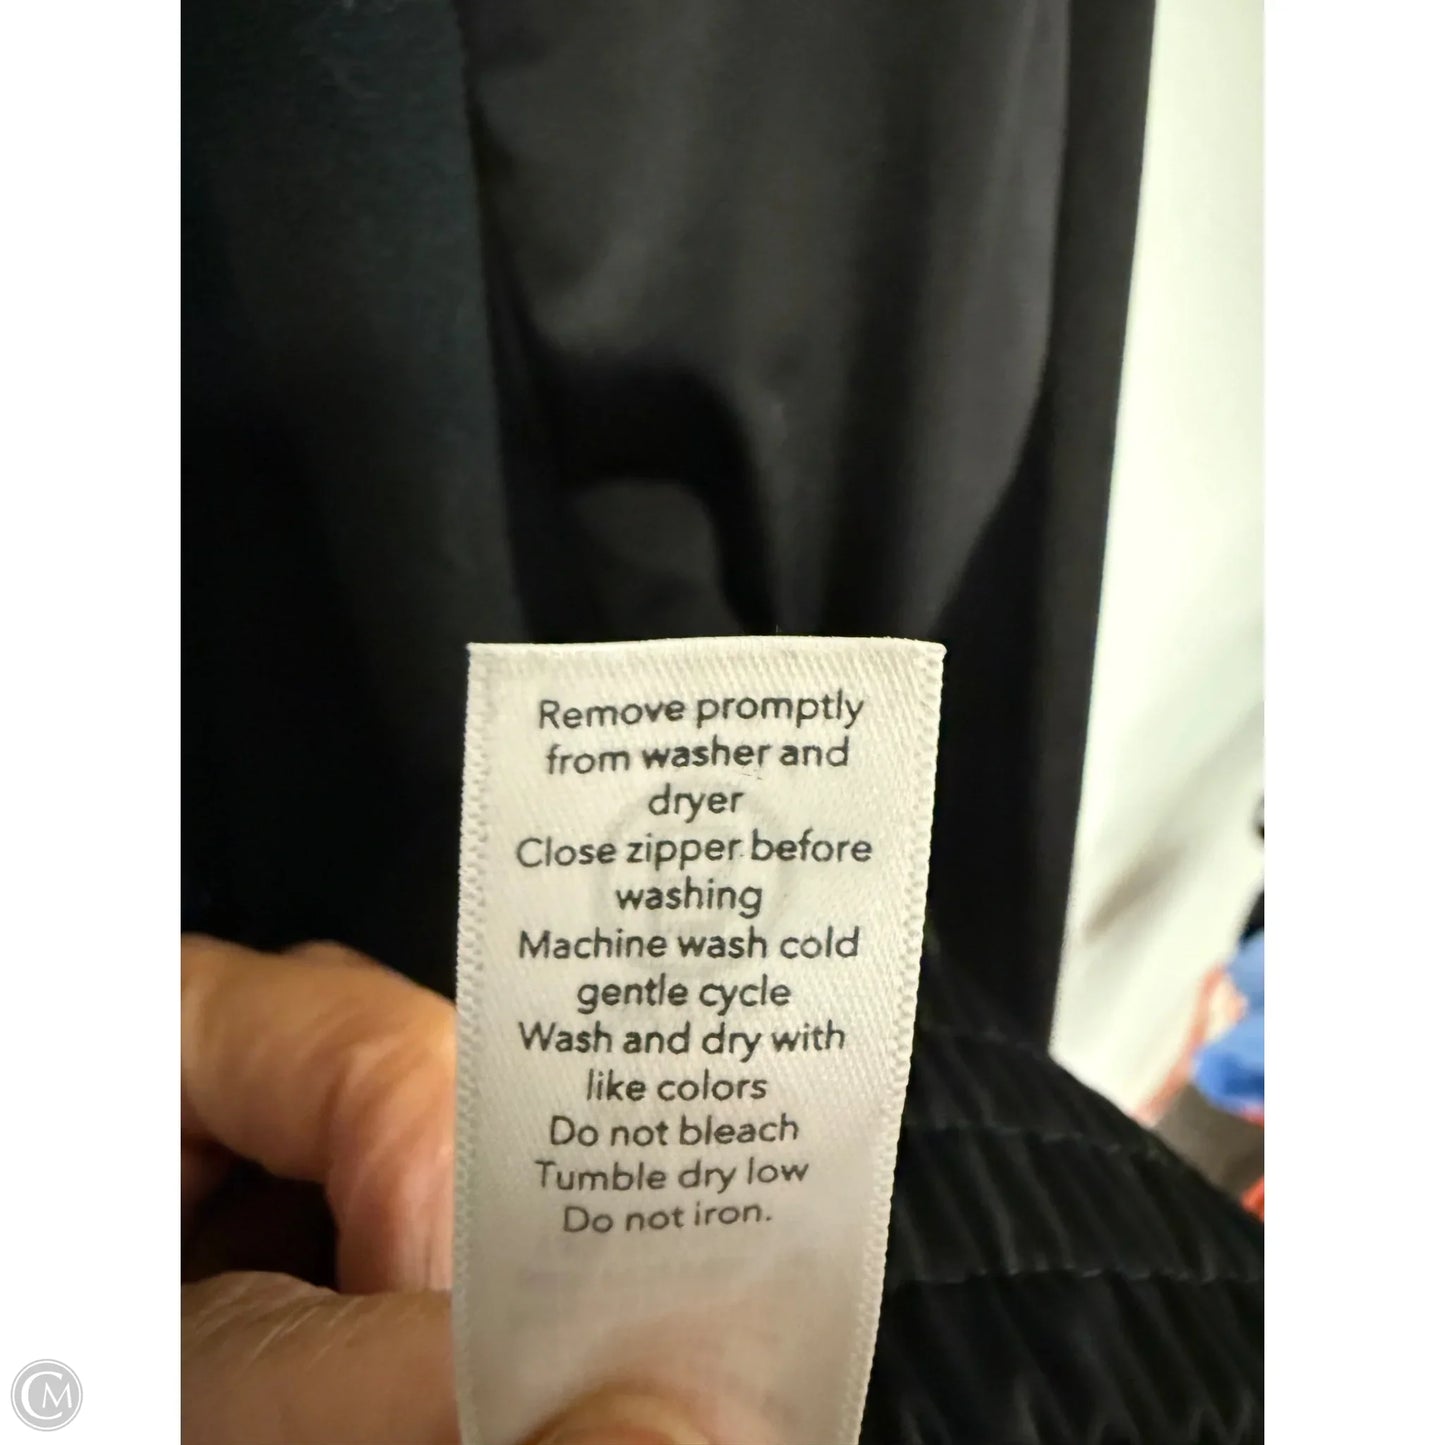 Remove promptly
from washer and
dryer
Close zipper before
washing
Machine wash cold
gentle cycle
Wash and dry with
like colors
Do not bleach
Tumble dry low
Do not iron.
CM